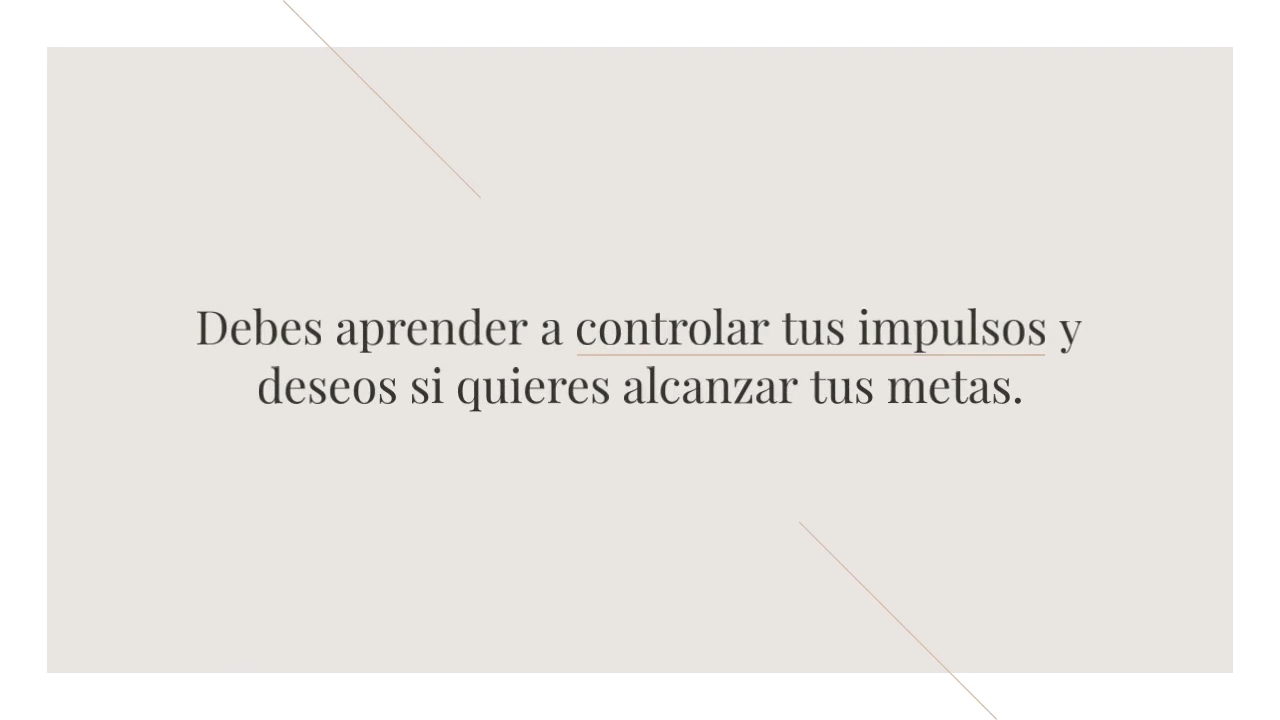 Debes aprender a controlar tus impulsos y
deseos si quieres alcanzar tus metas.